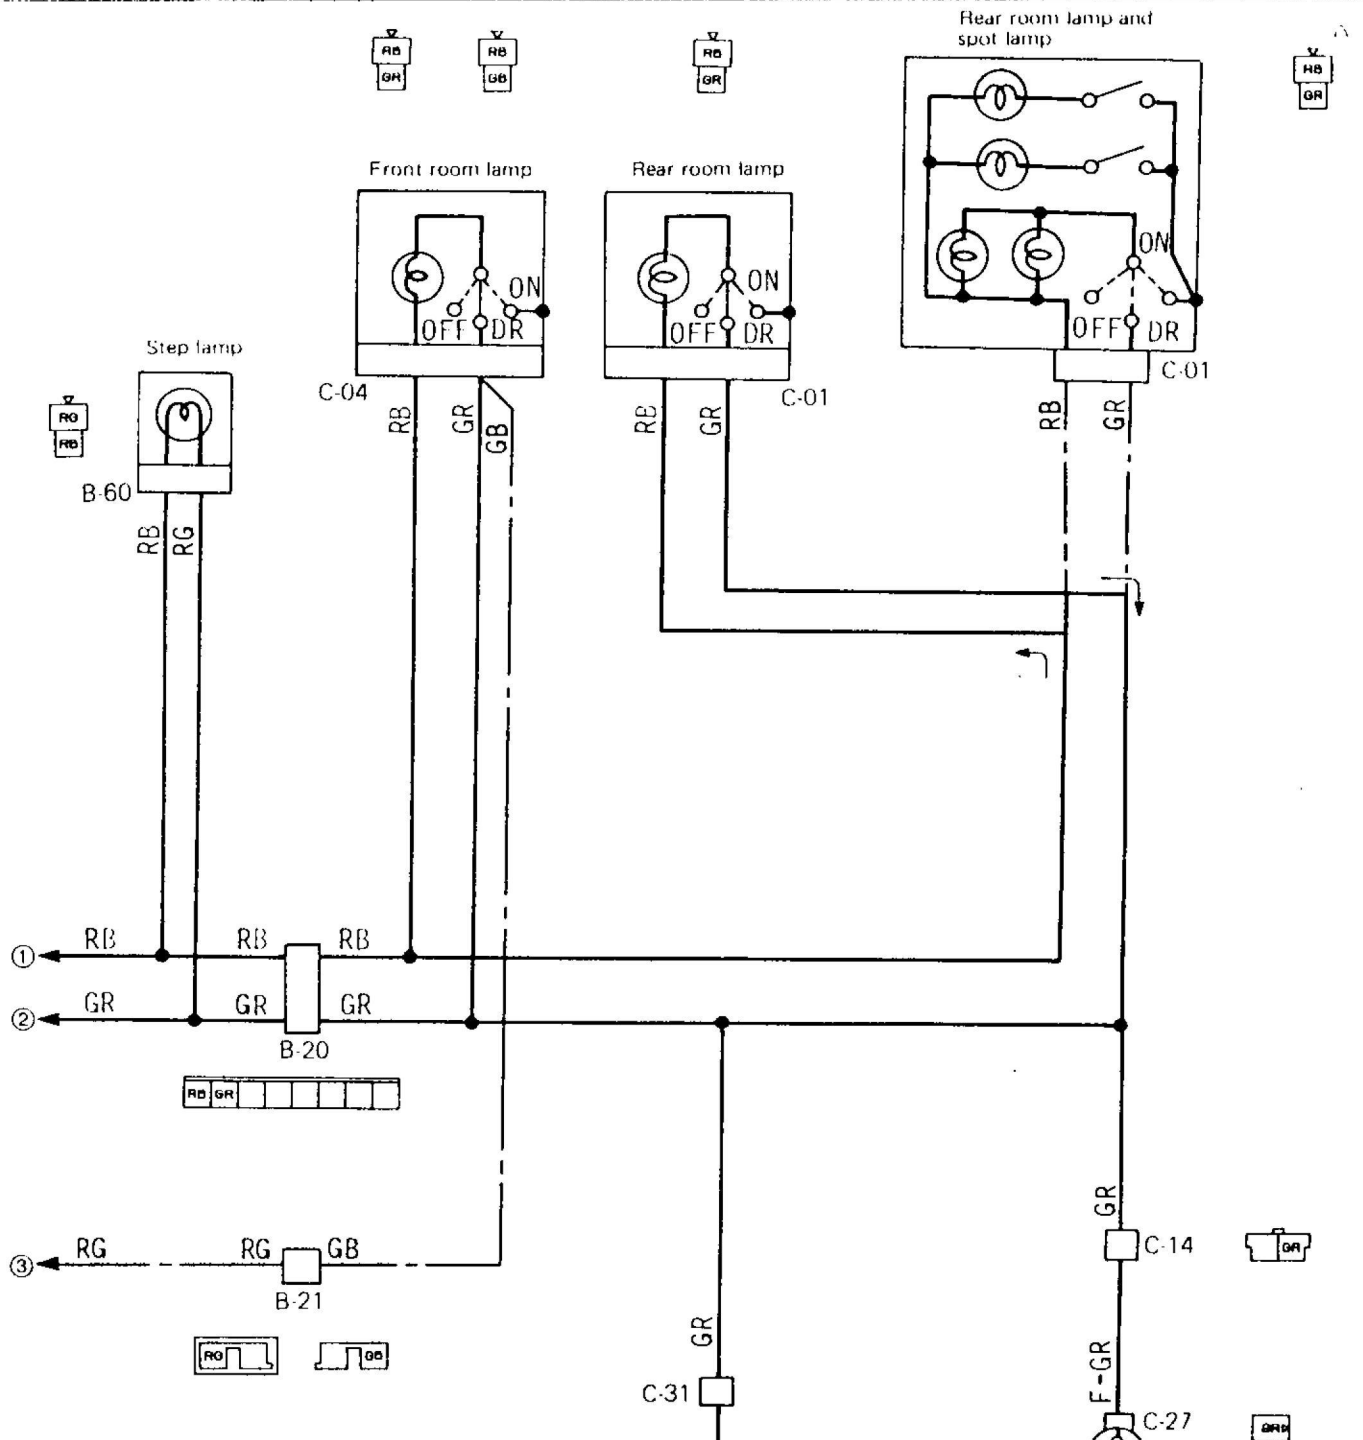 Rear room lamp and
spot lamp
RB
GR
RB
GB
RB
GR
RB
GR
Front room lamp
Rear room lamp
ON
OFF
DR
ON
OFF
DR
ON
OFF
DR
Step lamp
C-04
C-01
C-01
RG
RB
RB
GR
GB
RB
GR
RB
GR
B-60
RB
RG
① RB RB RB
② GR GR GR
B-20
RB GR
GR
③ RG RG GB
C-14
GR
B-21
RG
GB
GR
F-GR
C-31
C-27
GR